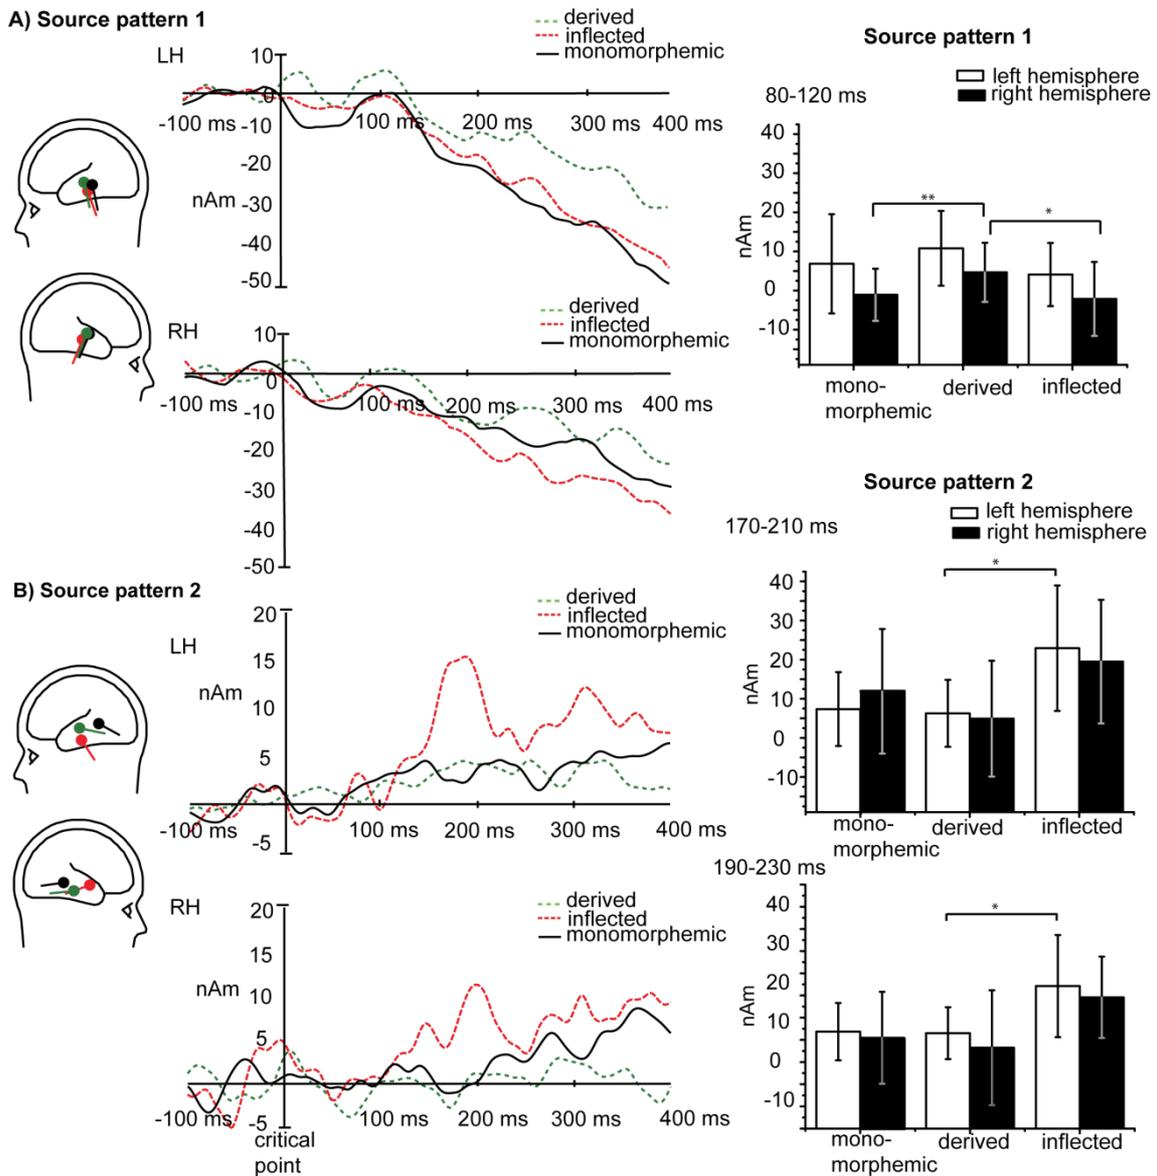 A) Source pattern 1
derived
inflected
monomorphemic
LH
10
0
-100 ms
-10
100 ms
200 ms
300 ms
400 ms
-20
nAm
-30
-40
-50
derived
inflected
monomorphemic
RH
10
0
-100 ms
-10
100 ms
200 ms
300 ms
400 ms
-20
-30
-40
-50
Source pattern 1
left hemisphere
right hemisphere
80-120 ms
40
30
20
10
0
-10
nAm
**
*
mono-
morphemic
derived
inflected
B) Source pattern 2
derived
inflected
monomorphemic
LH
20
15
nAm
10
5
-100 ms
100 ms
200 ms
300 ms
400 ms
-5
derived
inflected
monomorphemic
RH
20
15
nAm
10
5
-100 ms
100 ms
200 ms
300 ms
400 ms
-5
critical
point
Source pattern 2
left hemisphere
right hemisphere
170-210 ms
40
30
20
10
0
-10
nAm
*
mono-
morphemic
derived
inflected
190-230 ms
40
30
20
10
0
-10
nAm
*
mono-
morphemic
derived
inflected